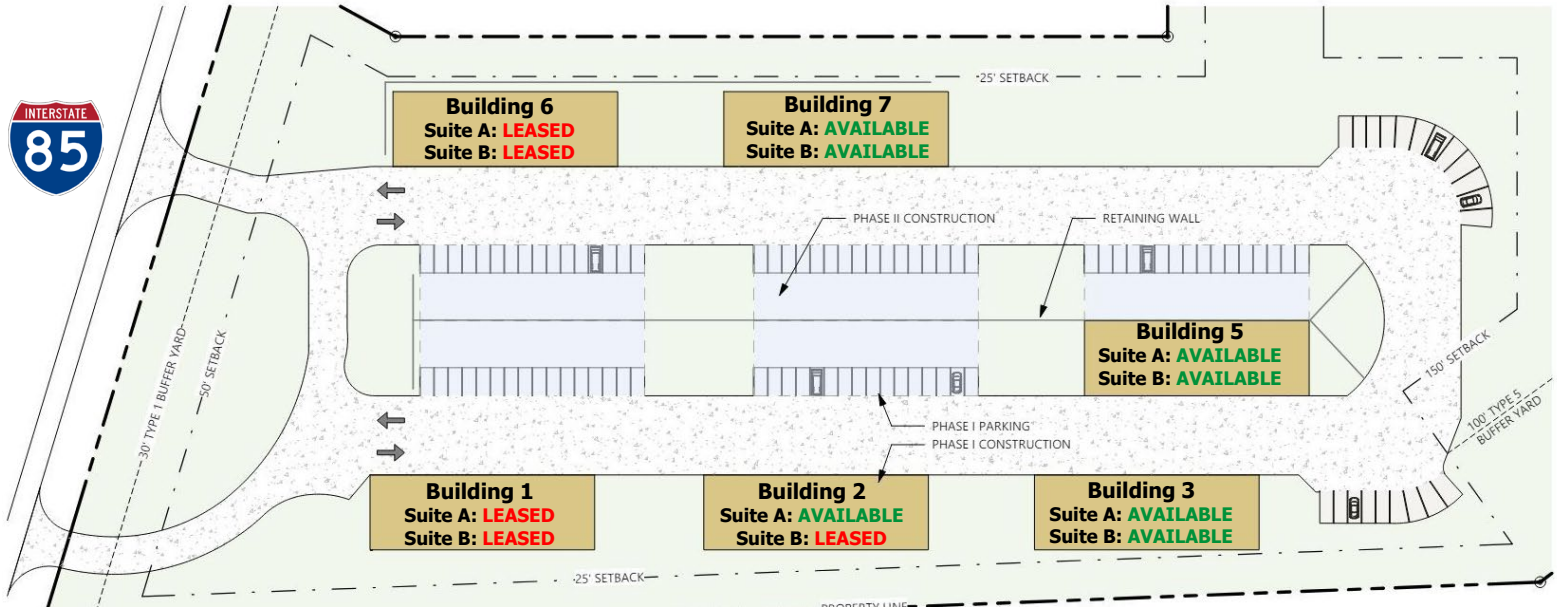 25' SETBACK
INTERSTATE
85
Building 6
Suite A: LEASED
Suite B: LEASED
Building 7
Suite A: AVAILABLE
Suite B: AVAILABLE
PHASE II CONSTRUCTION
RETAINING WALL
Building 5
Suite A: AVAILABLE
Suite B: AVAILABLE
30' TYPE 1 BUFFER YARD
50' SETBACK
150' SETBACK
100' TYPE 5
BUFFER YARD
PHASE I PARKING
PHASE I CONSTRUCTION
Building 1
Suite A: LEASED
Suite B: LEASED
Building 2
Suite A: AVAILABLE
Suite B: LEASED
Building 3
Suite A: AVAILABLE
Suite B: AVAILABLE
25' SETBACK
PROPERTY LINE